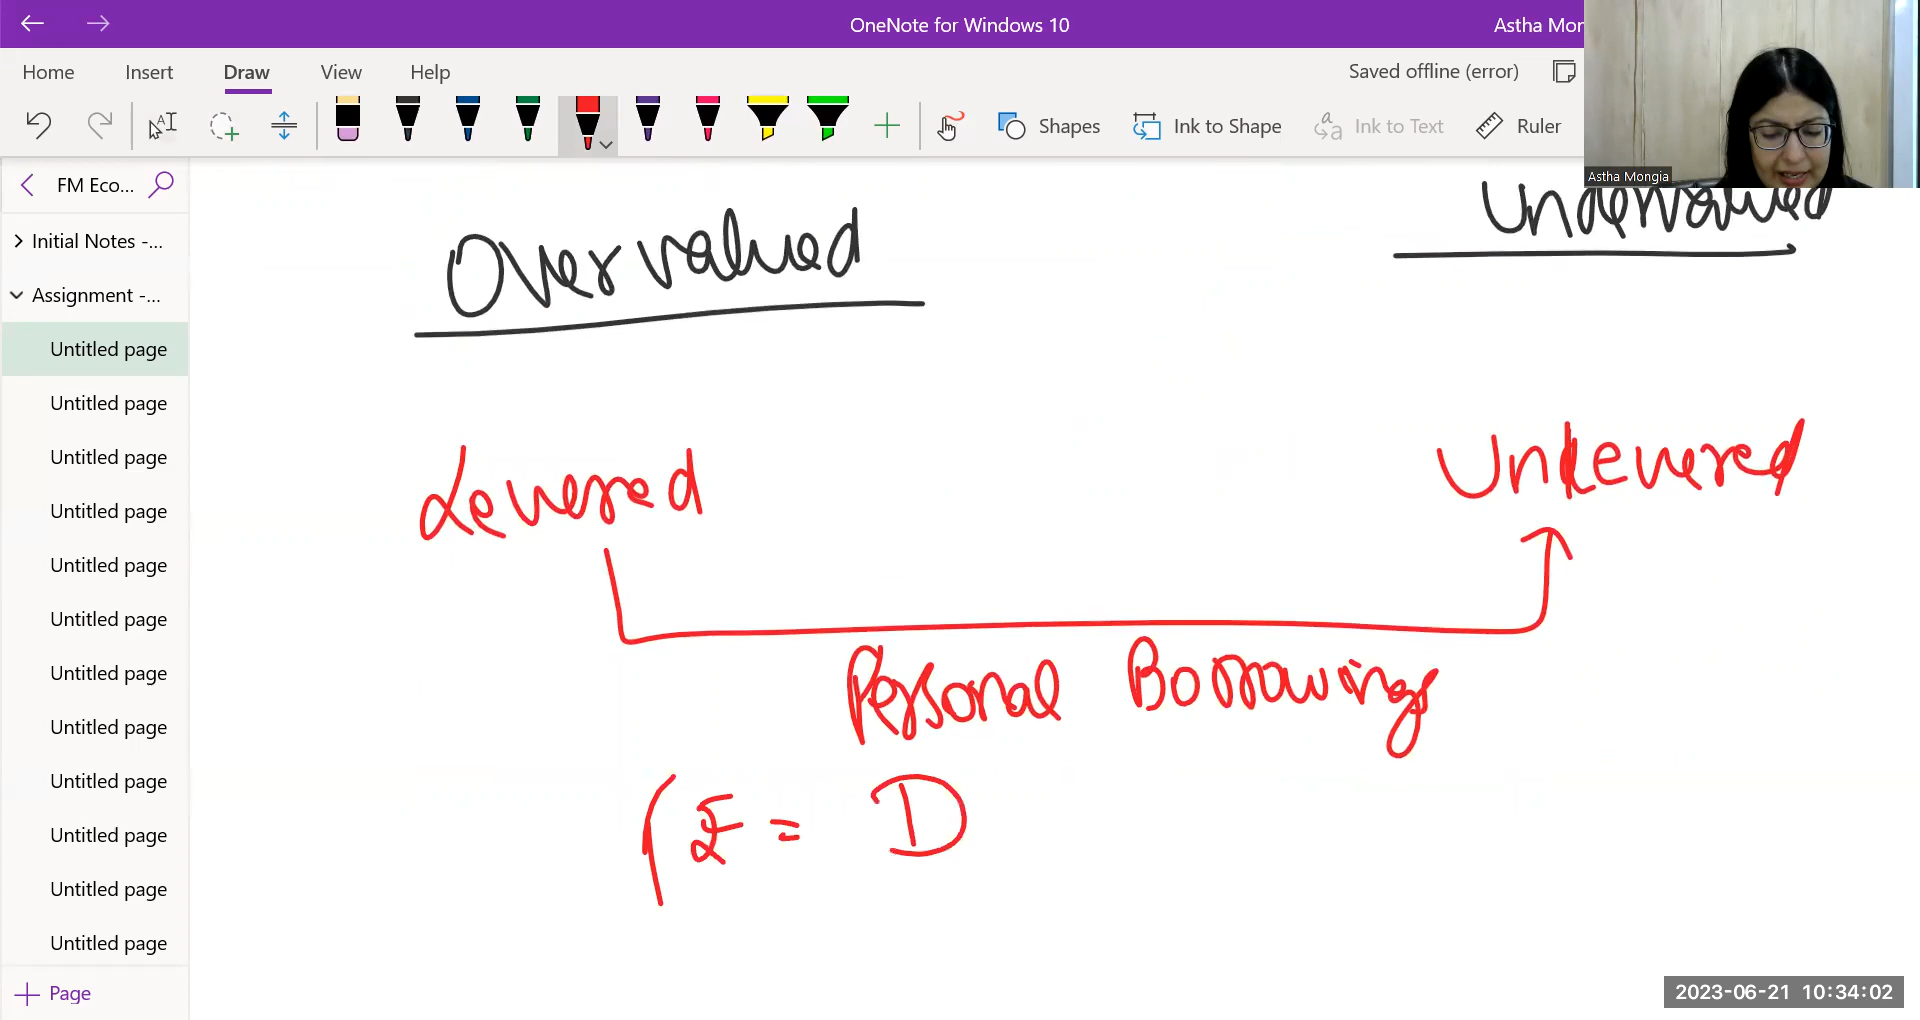 OneNote for Windows 10
Astha Mon
Home Insert Draw View Help
Saved offline (error)
Shapes Ink to Shape Ink to Text Ruler
Astha Mongia
FM Eco...
Initial Notes -...
Assignment -...
Untitled page
Untitled page
Untitled page
Untitled page
Untitled page
Untitled page
Untitled page
Untitled page
Untitled page
Untitled page
Untitled page
Untitled page
Page
Overvalued Undervalued
Levered Unlevered
Personal Borrowings
( = D
2023-06-21 10:34:02